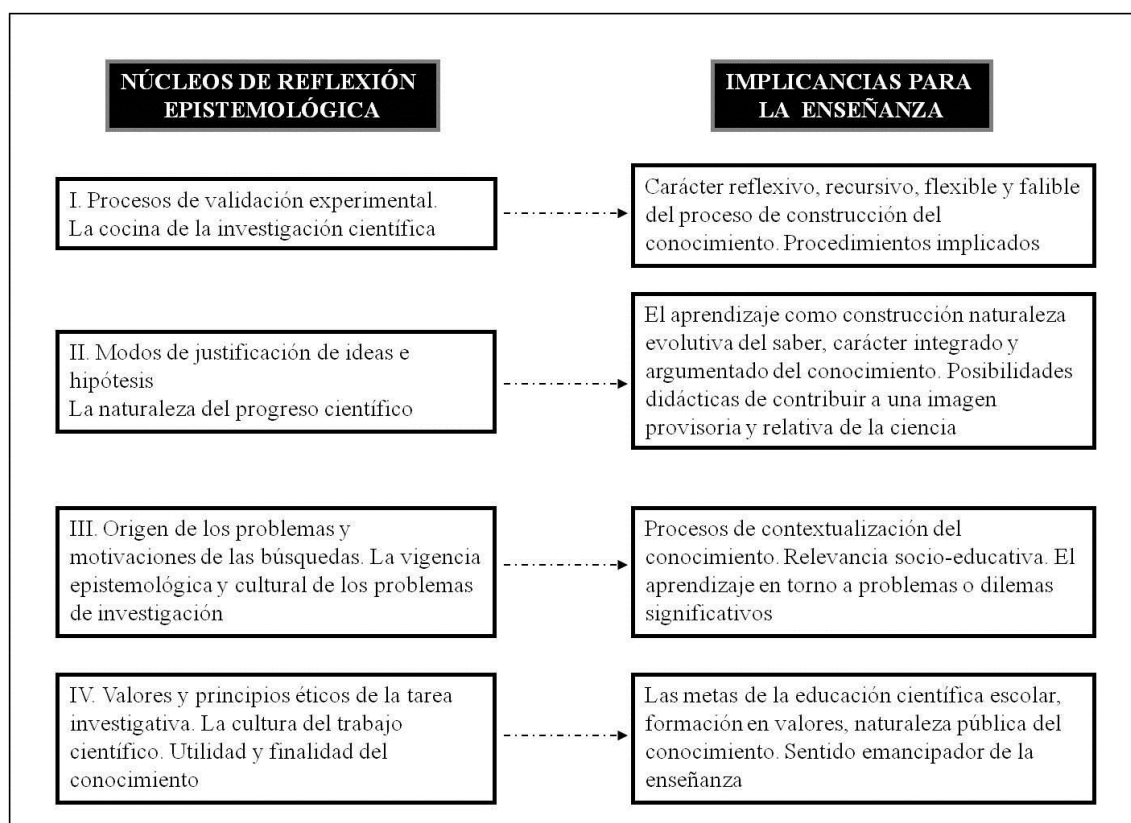 NÚCLEOS DE REFLEXIÓN
EPISTEMOLÓGICA
IMPLICANCIAS PARA
LA ENSEÑANZA
I. Procesos de validación experimental.
La cocina de la investigación científica
Carácter reflexivo, recursivo, flexible y falible
del proceso de construcción del
conocimiento. Procedimientos implicados
II. Modos de justificación de ideas e
hipótesis
La naturaleza del progreso científico
El aprendizaje como construcción naturaleza
evolutiva del saber, carácter integrado y
argumentado del conocimiento. Posibilidades
didácticas de contribuir a una imagen
provisoria y relativa de la ciencia
III. Origen de los problemas y
motivaciones de las búsquedas. La vigencia
epistemológica y cultural de los problemas
de investigación
Procesos de contextualización del
conocimiento. Relevancia socio-educativa. El
aprendizaje en torno a problemas o dilemas
significativos
IV. Valores y principios éticos de la tarea
investigativa. La cultura del trabajo
científico. Utilidad y finalidad del
conocimiento
Las metas de la educación científica escolar,
formación en valores, naturaleza pública del
conocimiento. Sentido emancipador de la
enseñanza